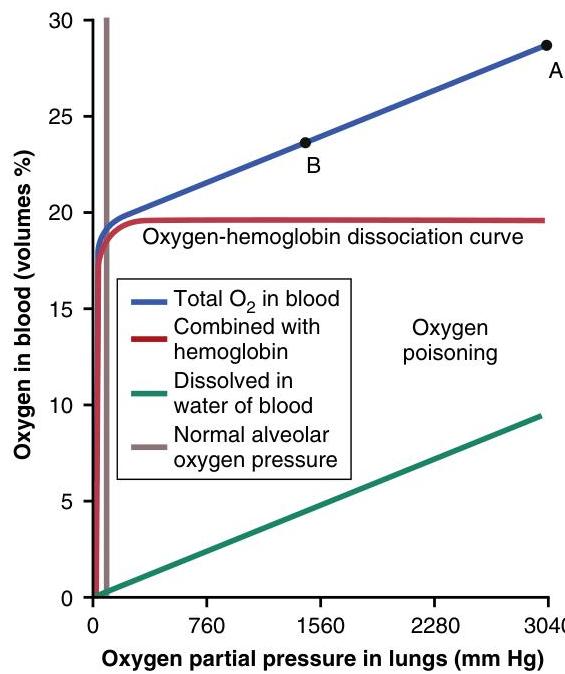 30
25
20
15
10
5
0
Oxygen in blood (volumes %)
A
B
Oxygen-hemoglobin dissociation curve
Total O2 in blood
Combined with
hemoglobin
Dissolved in
water of blood
Normal alveolar
oxygen pressure
Oxygen
poisoning
0 760 1560 2280 3040
Oxygen partial pressure in lungs (mm Hg)